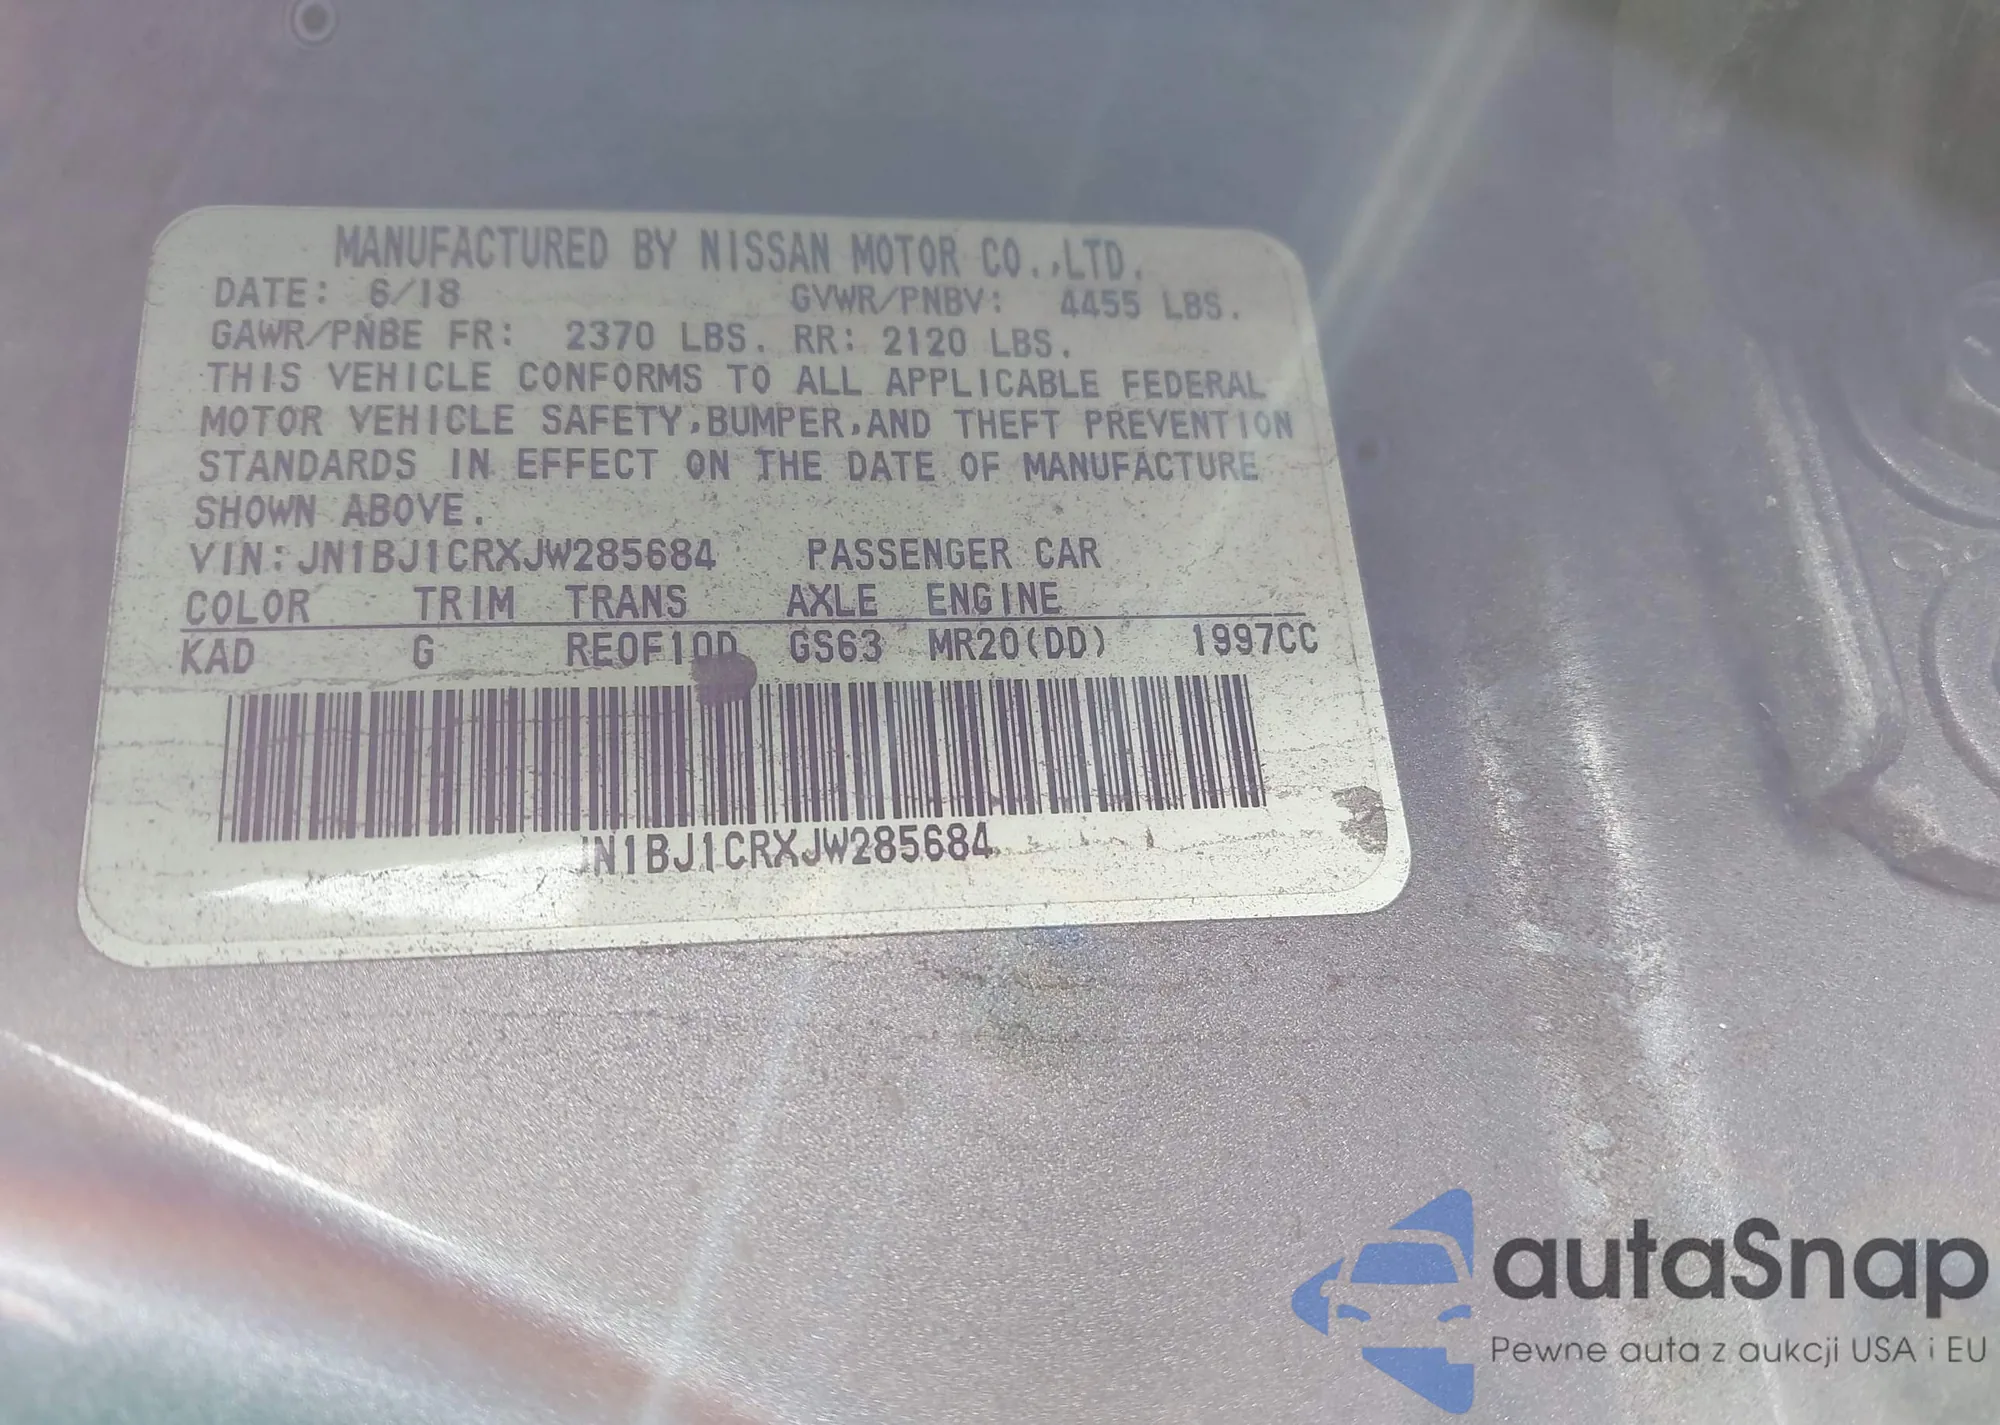 MANUFACTURED BY NISSAN MOTOR CO.,LTD.
DATE: 6/18 GVWR/PNBV: 4455 LBS.
GAWR/PNBE FR: 2370 LBS. RR: 2120 LBS.
THIS VEHICLE CONFORMS TO ALL APPLICABLE FEDERAL
MOTOR VEHICLE SAFETY,BUMPER,AND THEFT PREVENTION
STANDARDS IN EFFECT ON THE DATE OF MANUFACTURE
SHOWN ABOVE.
VIN:JN1BJ1CRXJW285684 PASSENGER CAR
COLOR TRIM TRANS AXLE ENGINE
KAD G RE0F10D GS63 MR20(DD) 1997CC
JN1BJ1CRXJW285684
autaSnap
Pewne auta z aukcji USA i EU